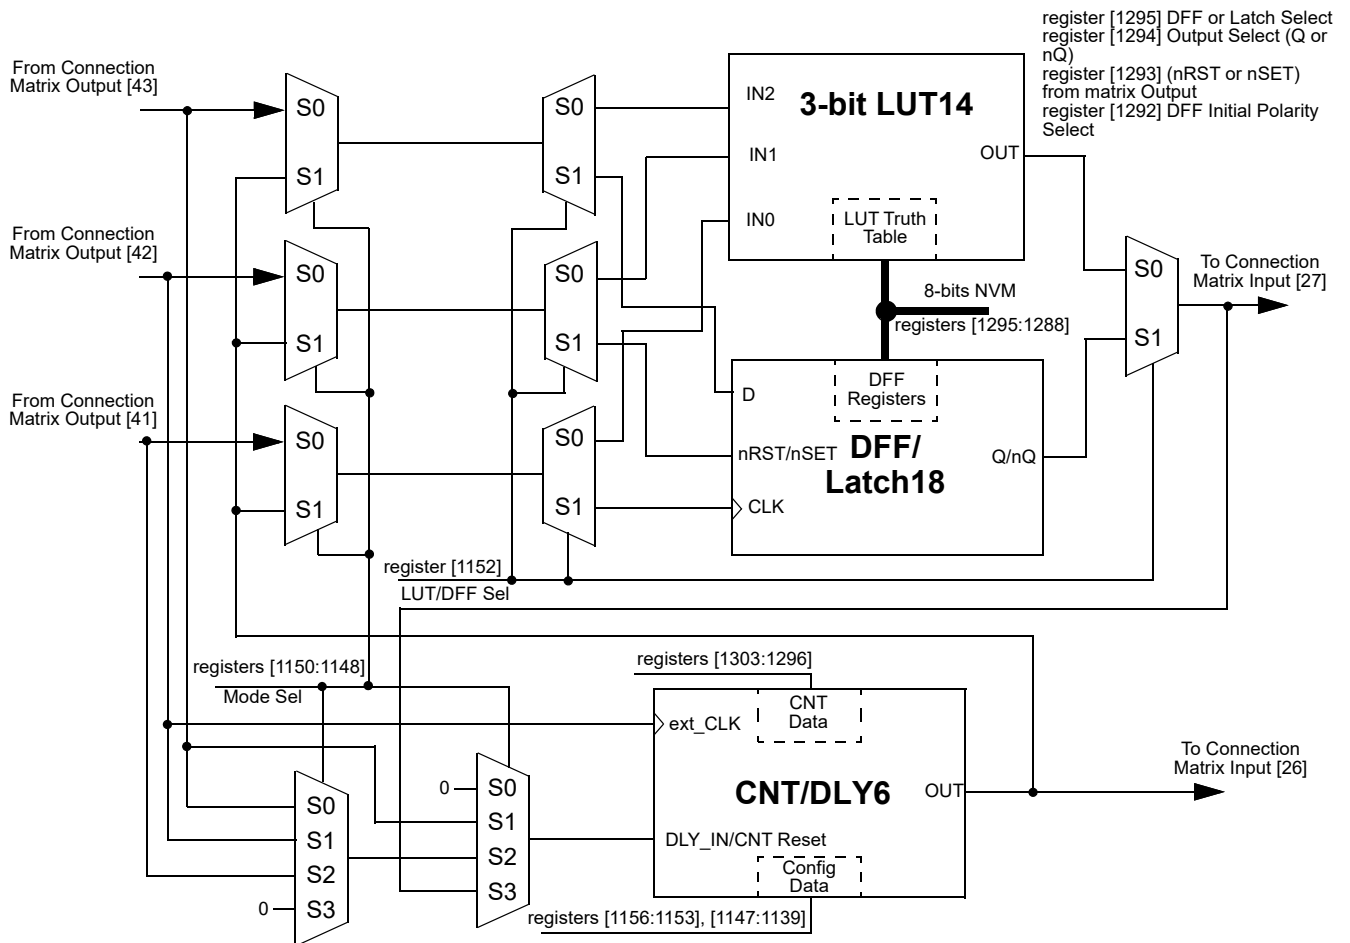 register [1295] DFF or Latch Select
register [1294] Output Select (Q or
nQ)
register [1293] (nRST or nSET)
from matrix Output
register [1292] DFF Initial Polarity
Select
From Connection
Matrix Output [43]
S0
S1
S0
S1
IN2
3-bit LUT14
IN1
OUT
IN0
LUT Truth
Table
From Connection
Matrix Output [42]
S0
S1
S0
S1
8-bits NVM
registers [1295:1288]
S0
S1
To Connection
Matrix Input [27]
From Connection
Matrix Output [41]
S0
S1
S0
S1
D
DFF
Registers
nRST/nSET
DFF/
Latch18
Q/nQ
CLK
register [1152]
LUT/DFF Sel
registers [1150:1148]
Mode Sel
registers [1303:1296]
CNT
Data
ext_CLK
CNT/DLY6
OUT
To Connection
Matrix Input [26]
DLY_IN/CNT Reset
Config
Data
0
S0
S1
S2
S3
S0
S1
S2
0
S3
registers [1156:1153], [1147:1139]